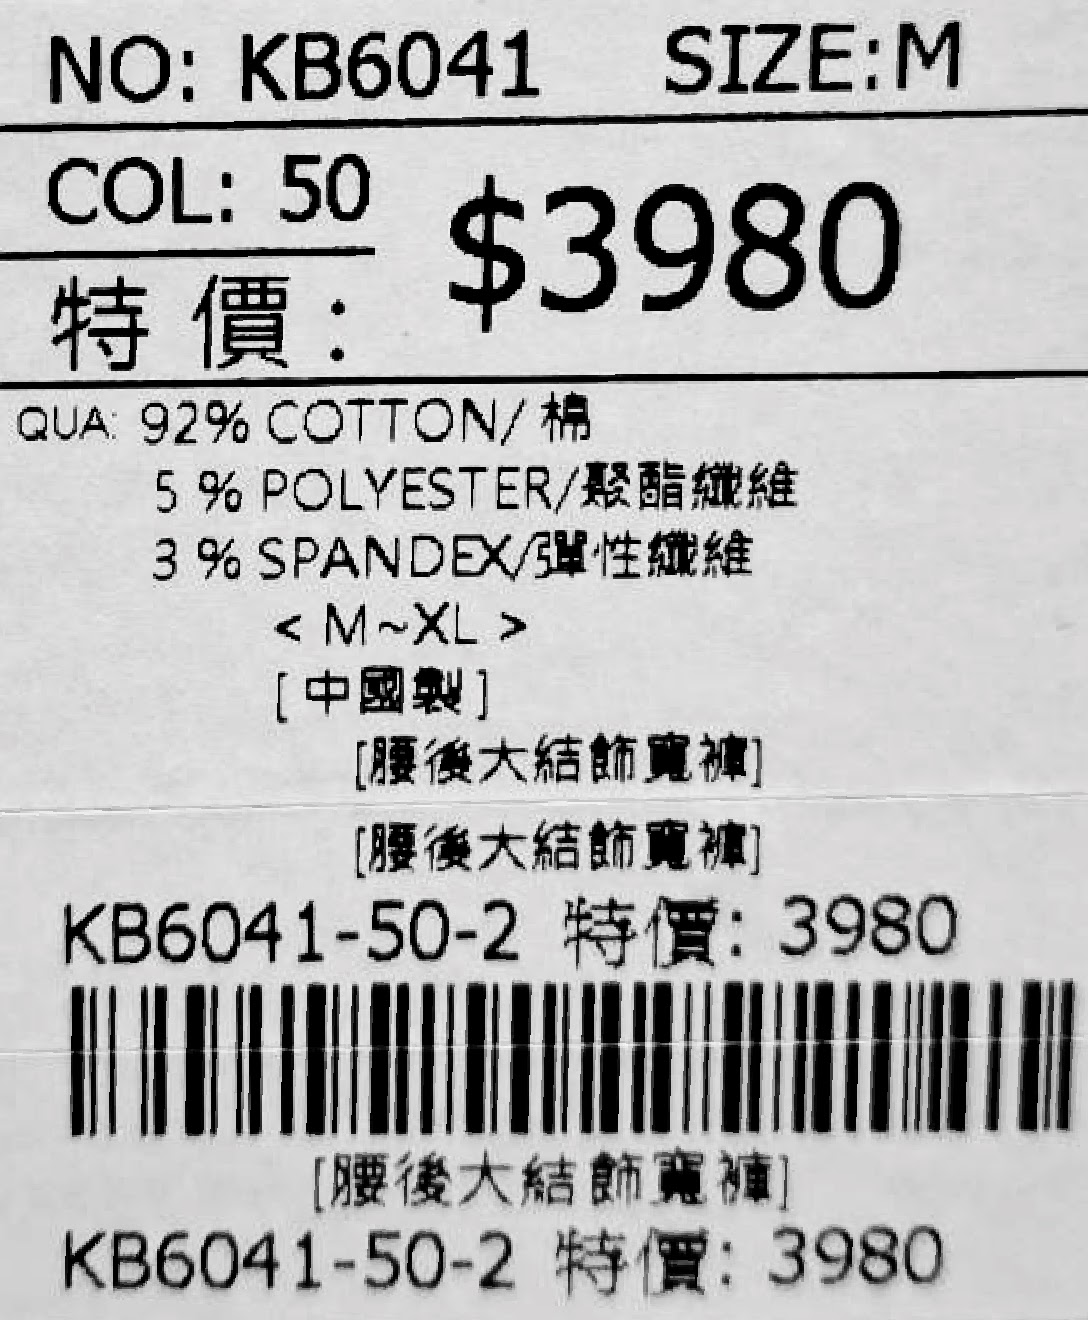 NO: KB6041 SIZE:M
COL: 50
$3980
特價:
QUA: 92% COTTON/棉
5 % POLYESTER/聚酯纖維
3 % SPANDEX/彈性纖維
< M~XL >
[中國製]
[腰後大結飾寬褲]
[腰後大結飾寬褲]
KB6041-50-2 特價: 3980
[腰後大結飾寬褲]
KB6041-50-2 特價: 3980